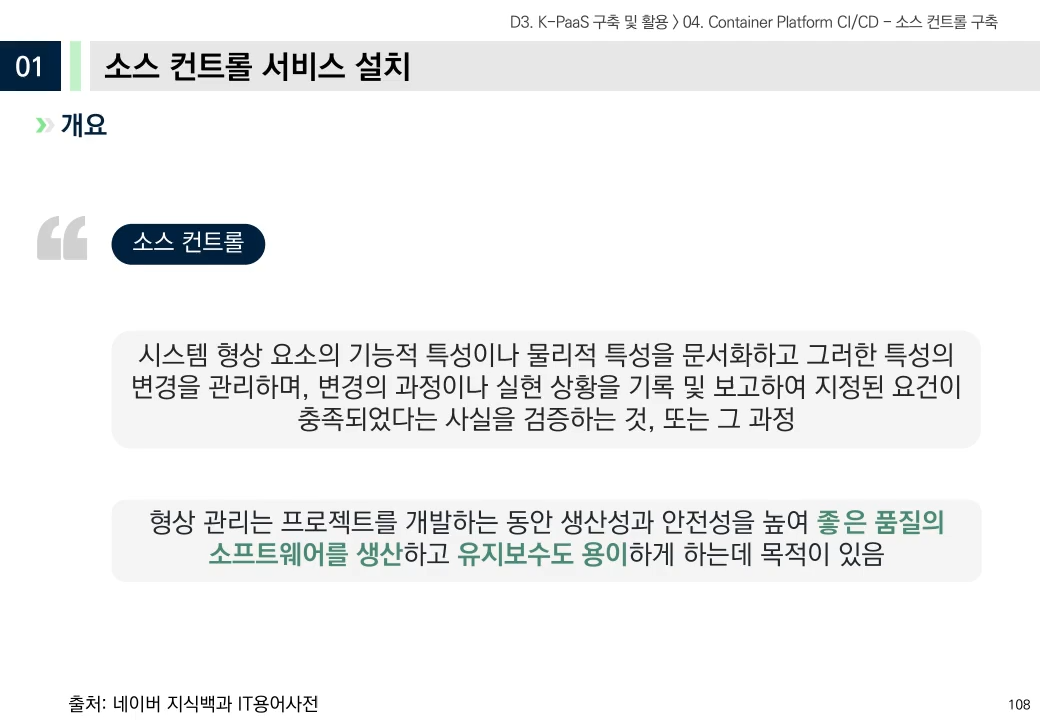 D3. K-PaaS 구축 및 활용 > 04. Container Platform CI/CD - 소스 컨트롤 구축
01
소스 컨트롤 서비스 설치
개요
소스 컨트롤
시스템 형상 요소의 기능적 특성이나 물리적 특성을 문서화하고 그러한 특성의
변경을 관리하며, 변경의 과정이나 실현 상황을 기록 및 보고하여 지정된 요건이
충족되었다는 사실을 검증하는 것, 또는 그 과정
형상 관리는 프로젝트를 개발하는 동안 생산성과 안전성을 높여 좋은 품질의
소프트웨어를 생산하고 유지보수도 용이하게 하는데 목적이 있음
출처: 네이버 지식백과 IT용어사전
108